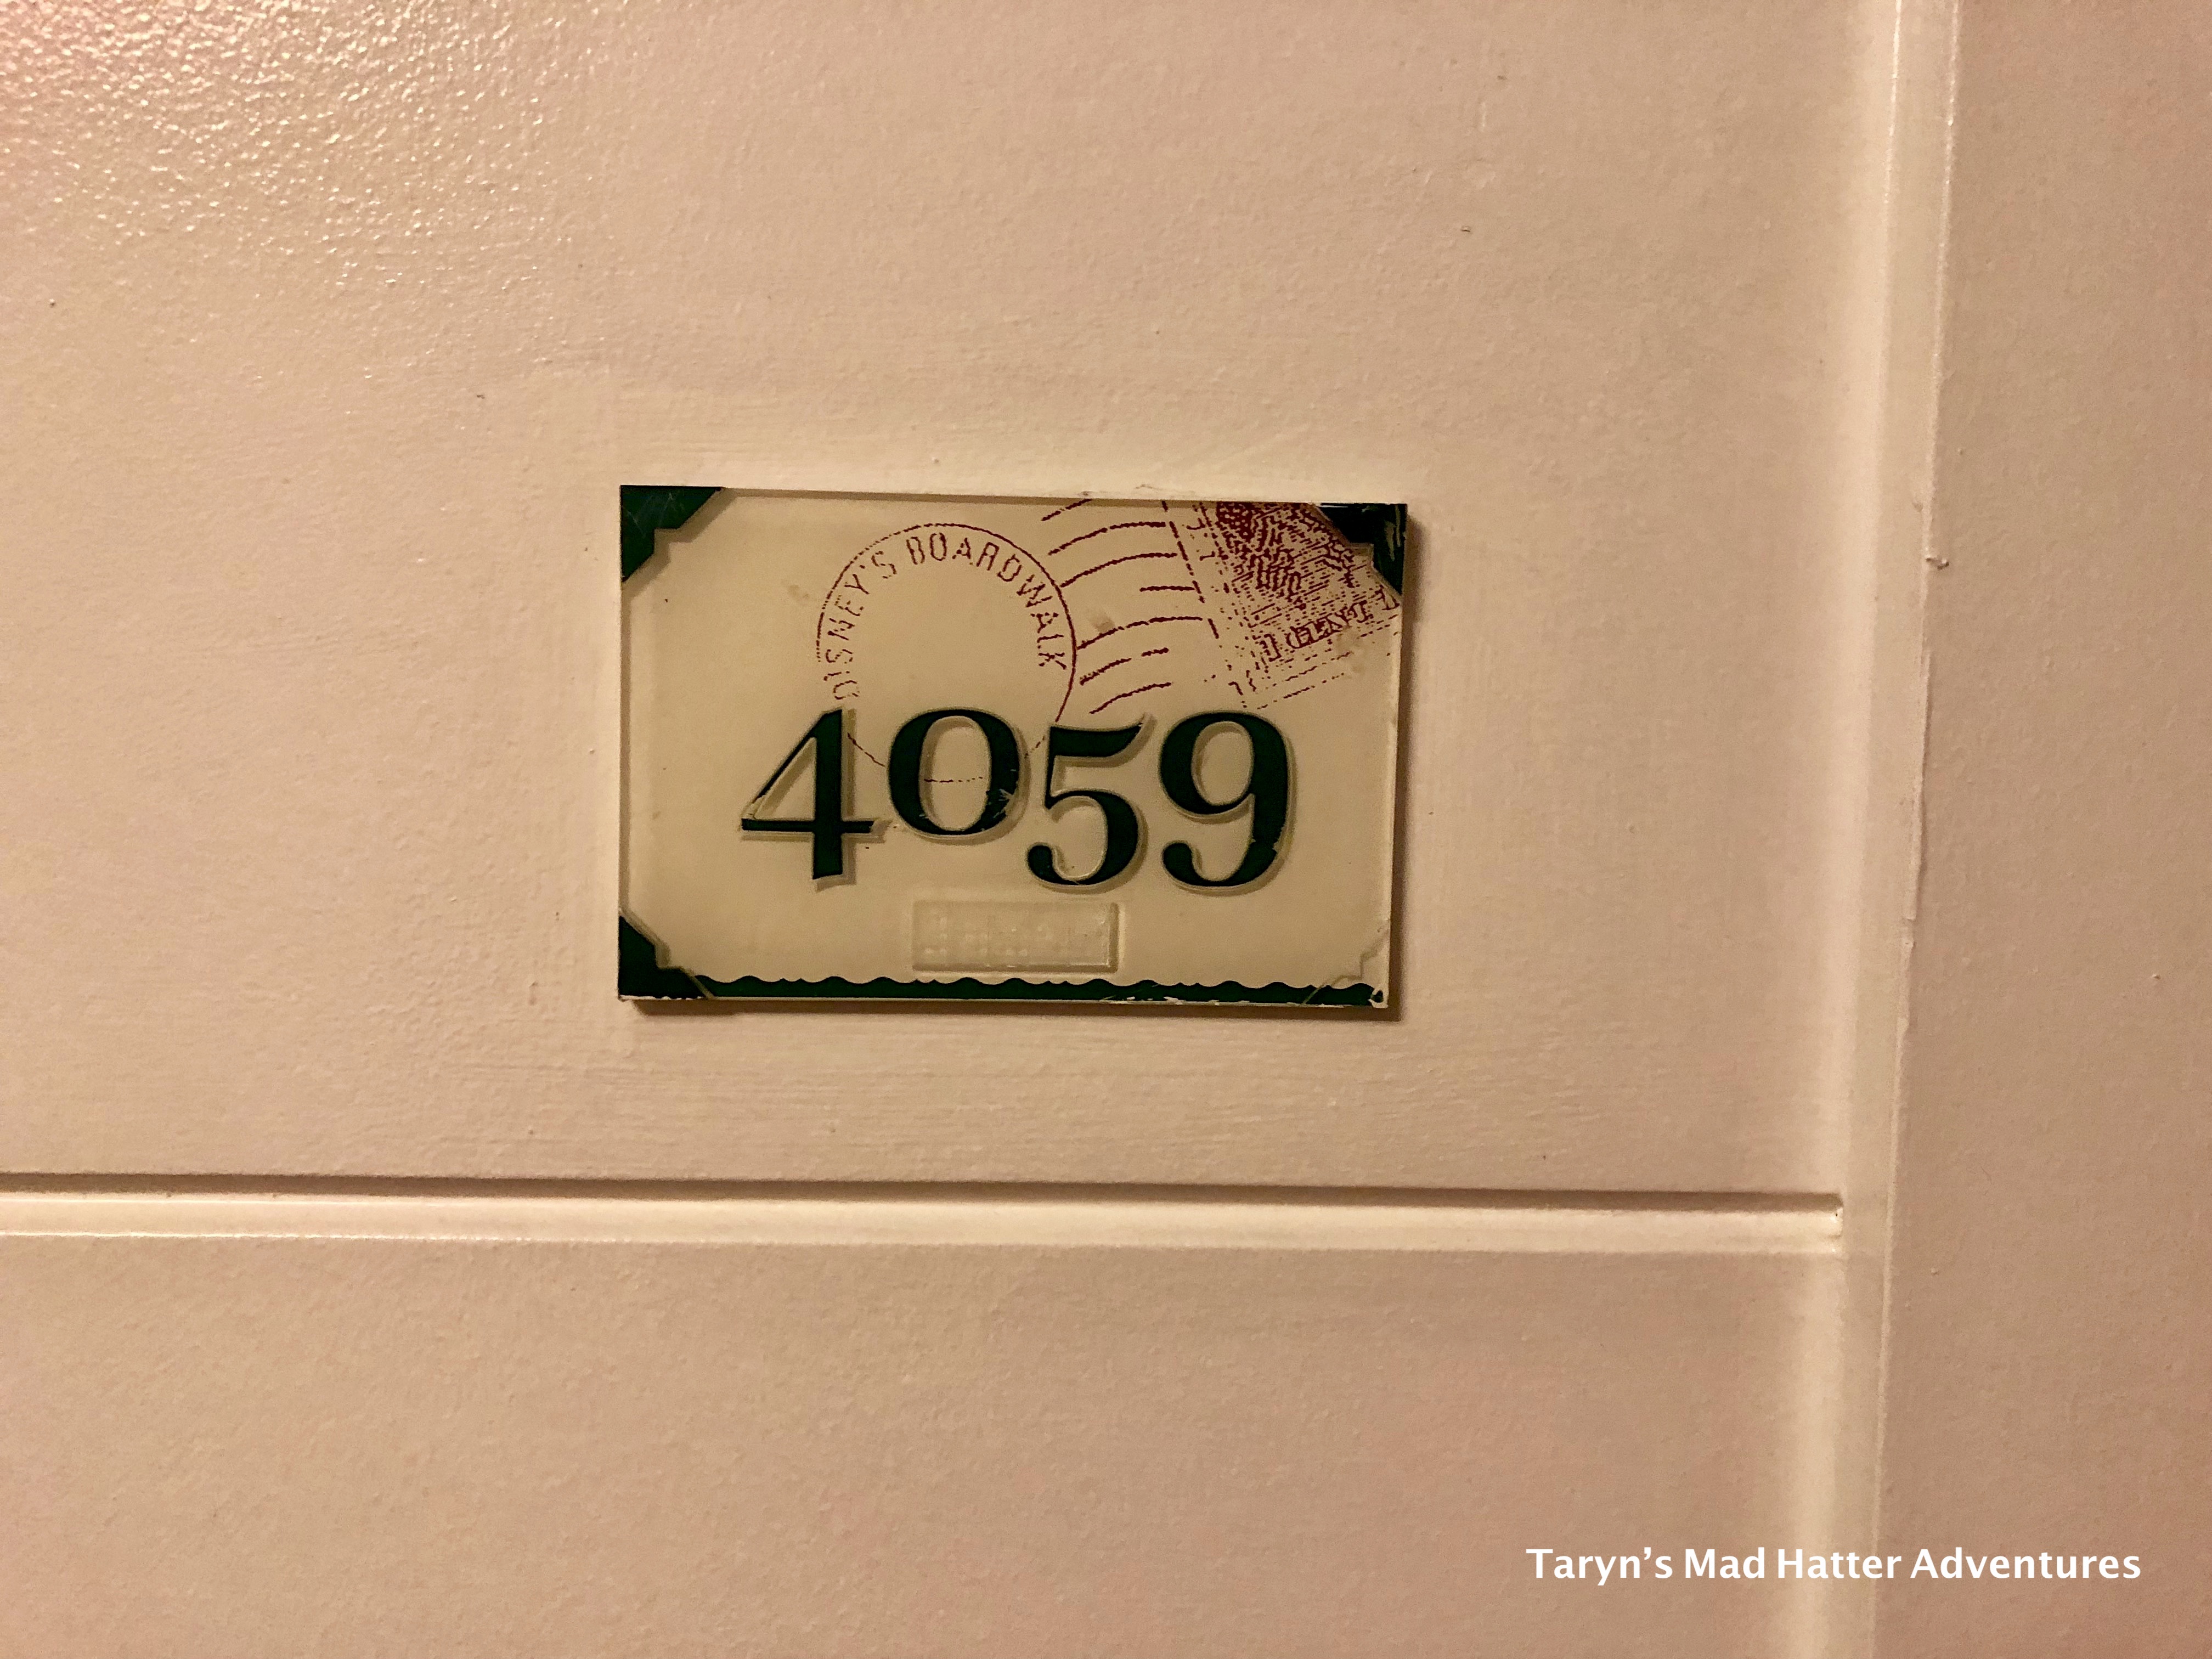 DISNEY'S BOARDWALK
4059
Taryn's Mad Hatter Adventures